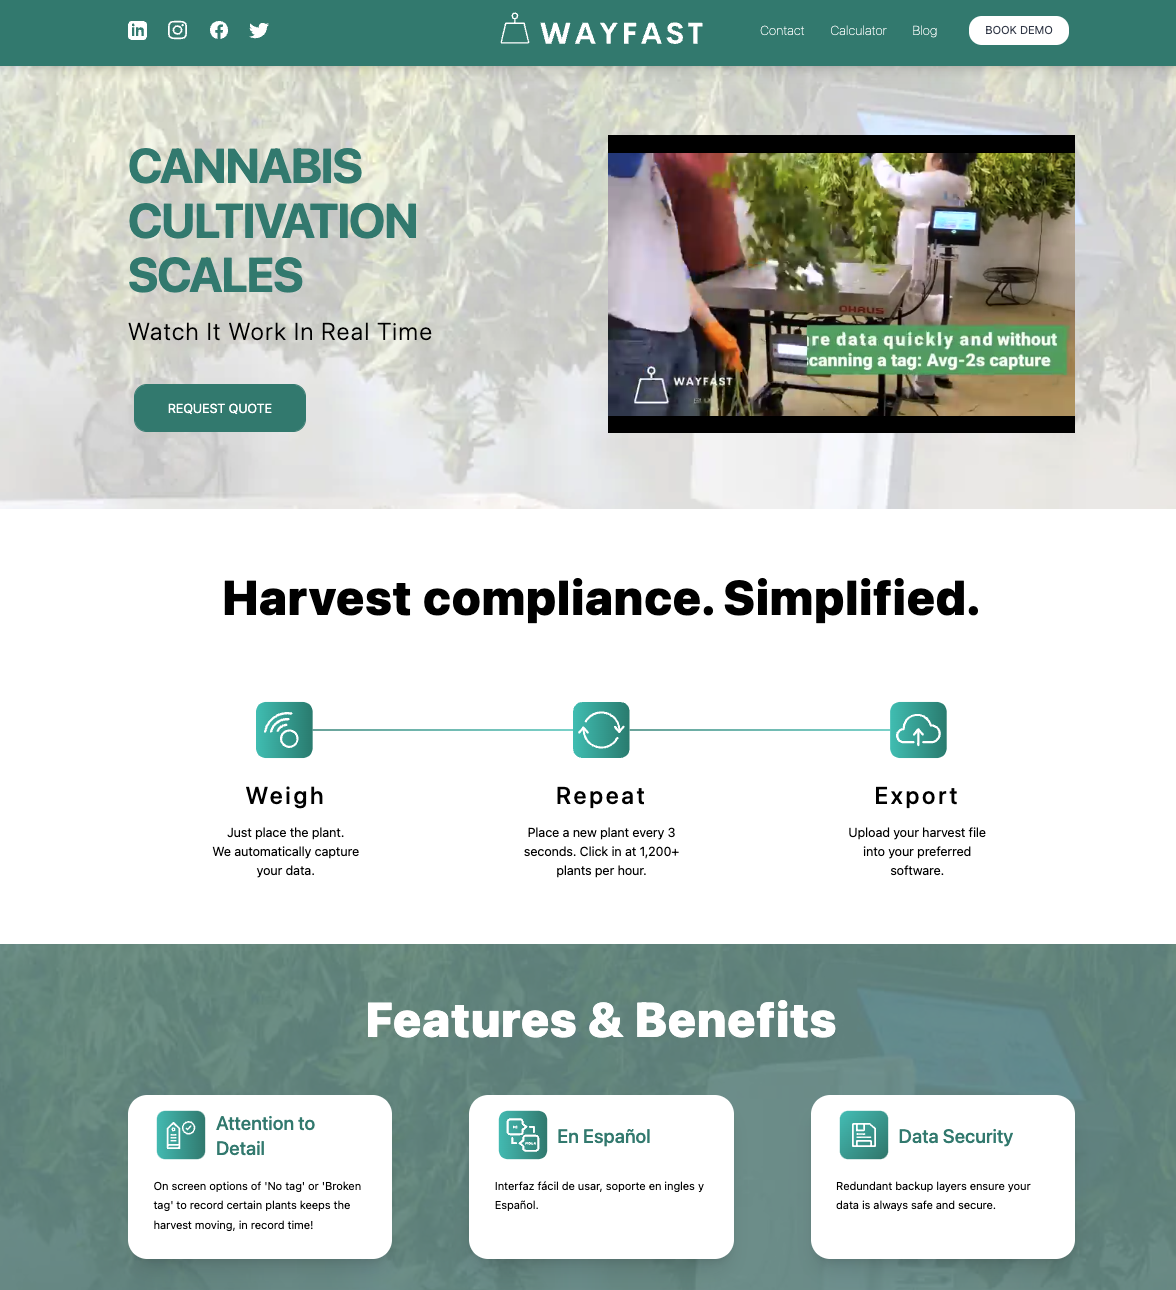 WAYFAST
Contact
Calculator
Blog
BOOK DEMO
CANNABIS
CULTIVATION
SCALES
Watch It Work In Real Time
REQUEST QUOTE
OHAUS
data quickly and without
canning a tag: Avg-2s capture
WAYFAST
Harvest compliance. Simplified.
Weigh
Just place the plant.
We automatically capture
your data.
Repeat
Place a new plant every 3
seconds. Click in at 1,200+
plants per hour.
Export
Upload your harvest file
into your preferred
software.
Features & Benefits
Attention to
Detail
On screen options of 'No tag' or 'Broken
tag' to record certain plants keeps the
harvest moving, in record time!
En Español
Interfaz fácil de usar, soporte en ingles y
Español.
Data Security
Redundant backup layers ensure your
data is always safe and secure.